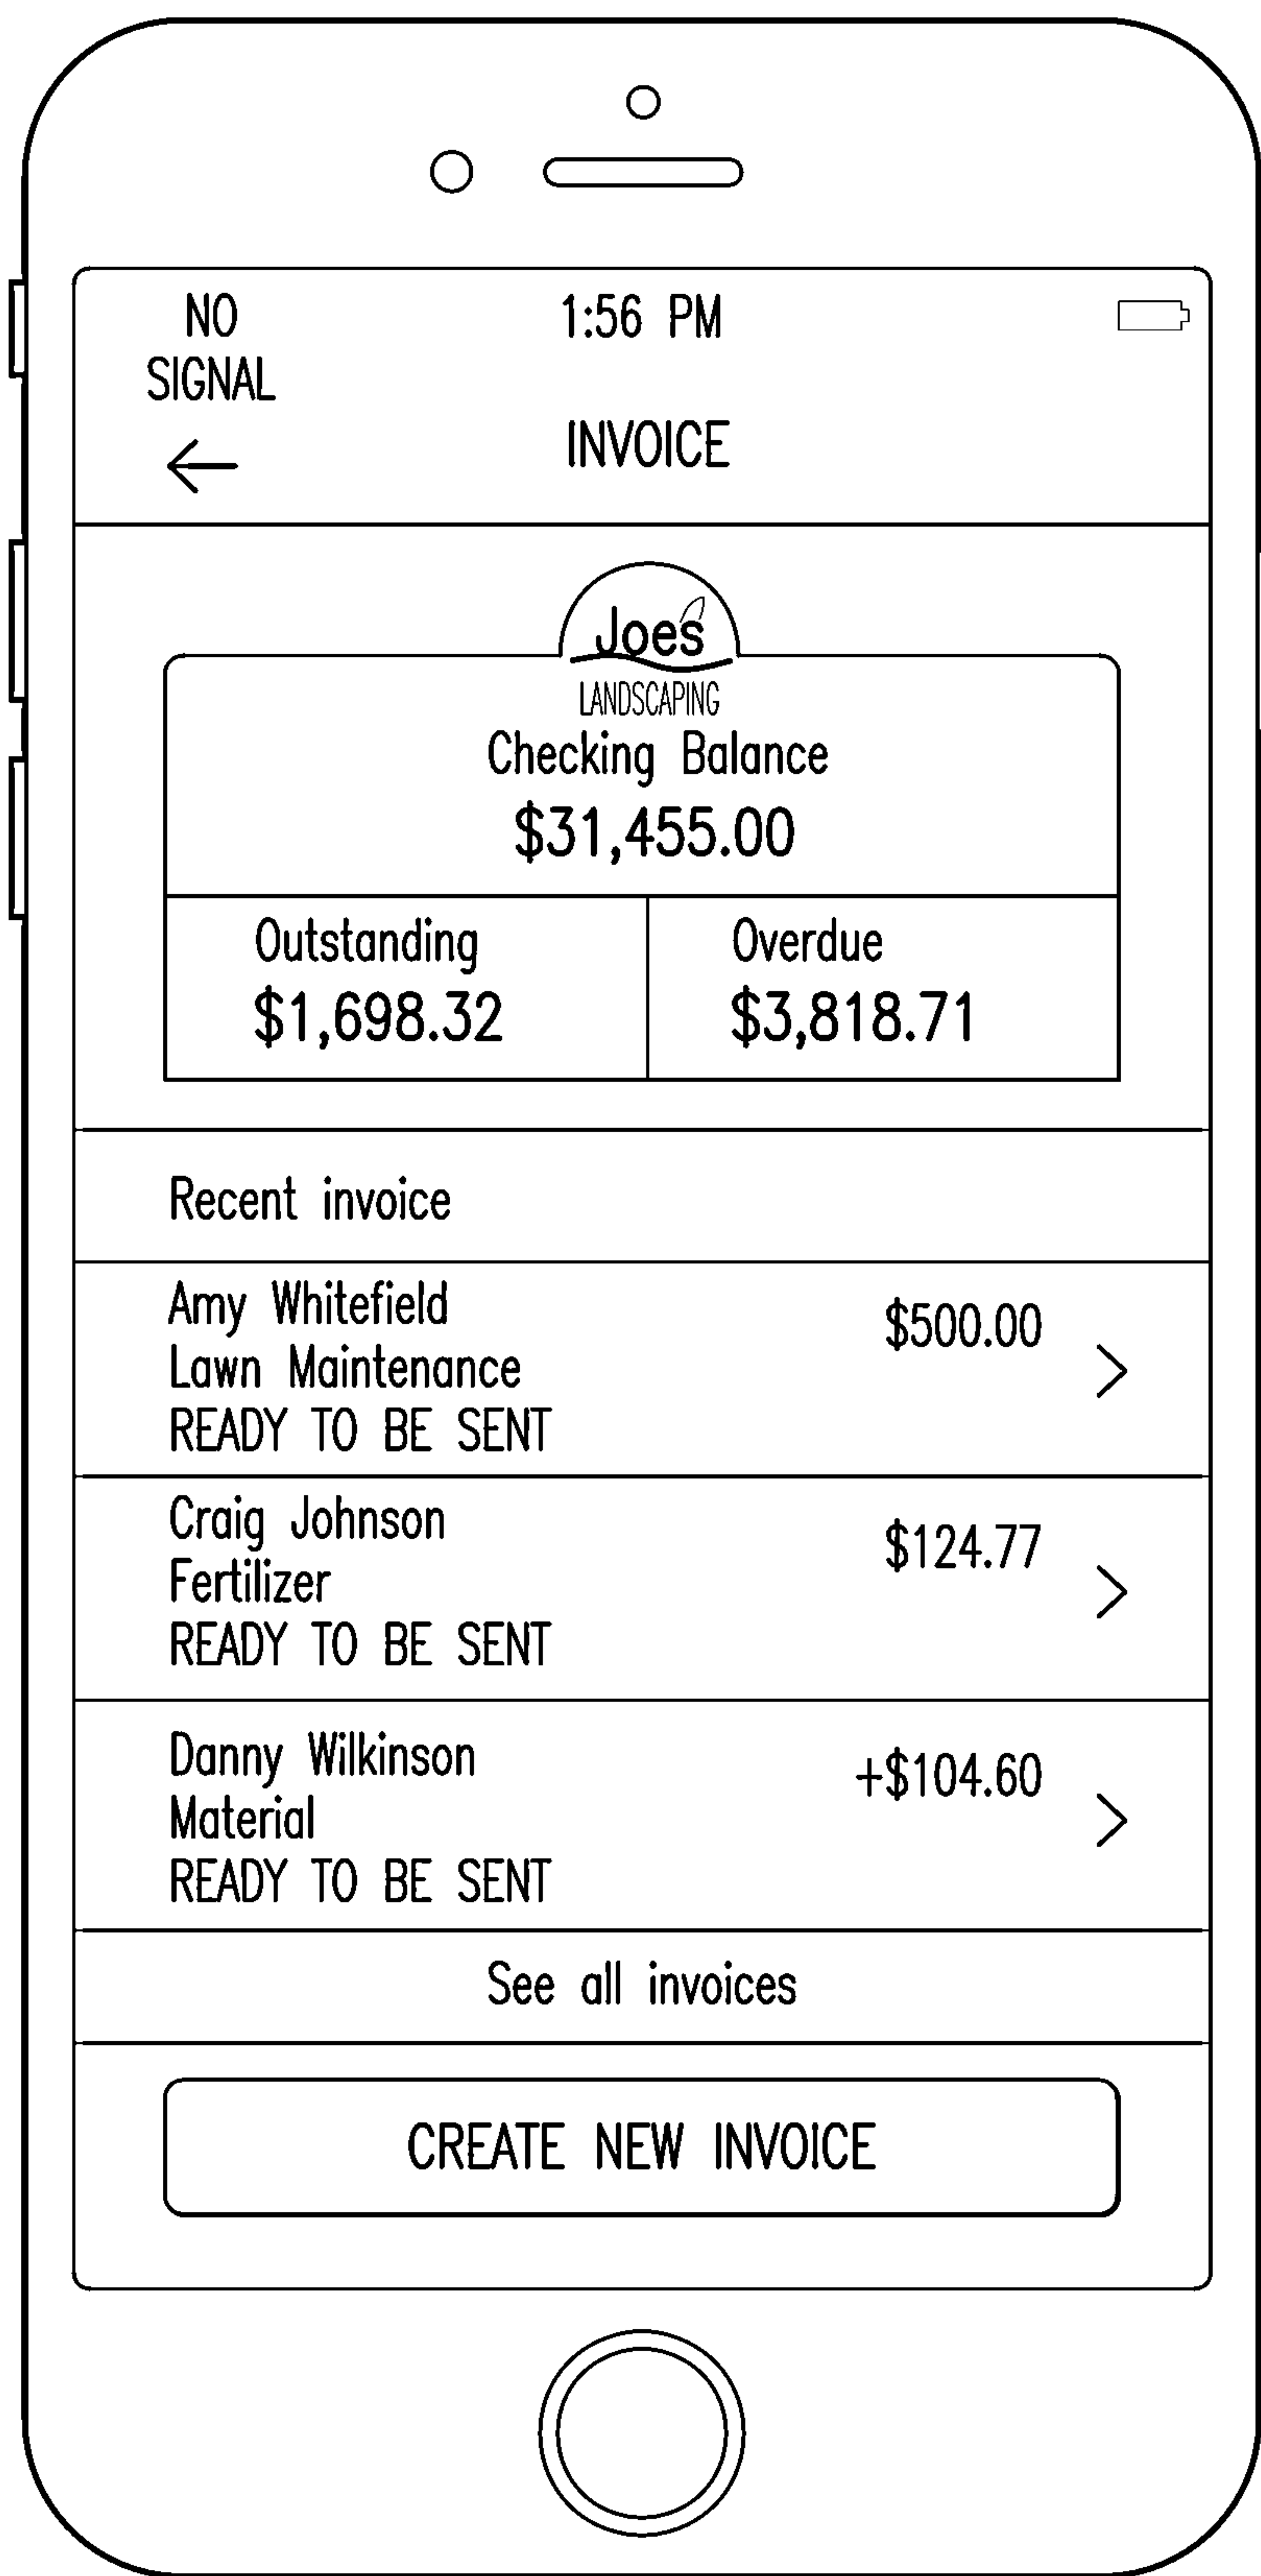 NO
SIGNAL
1:56 PM
INVOICE
Joe's
LANDSCAPING
Checking Balance
$31,455.00
Outstanding
$1,698.32
Overdue
$3,818.71
Recent invoice
Amy Whitefield
$500.00
Lawn Maintenance
READY TO BE SENT
Craig Johnson
$124.77
Fertilizer
READY TO BE SENT
Danny Wilkinson
+$104.60
Material
READY TO BE SENT
See all invoices
CREATE NEW INVOICE